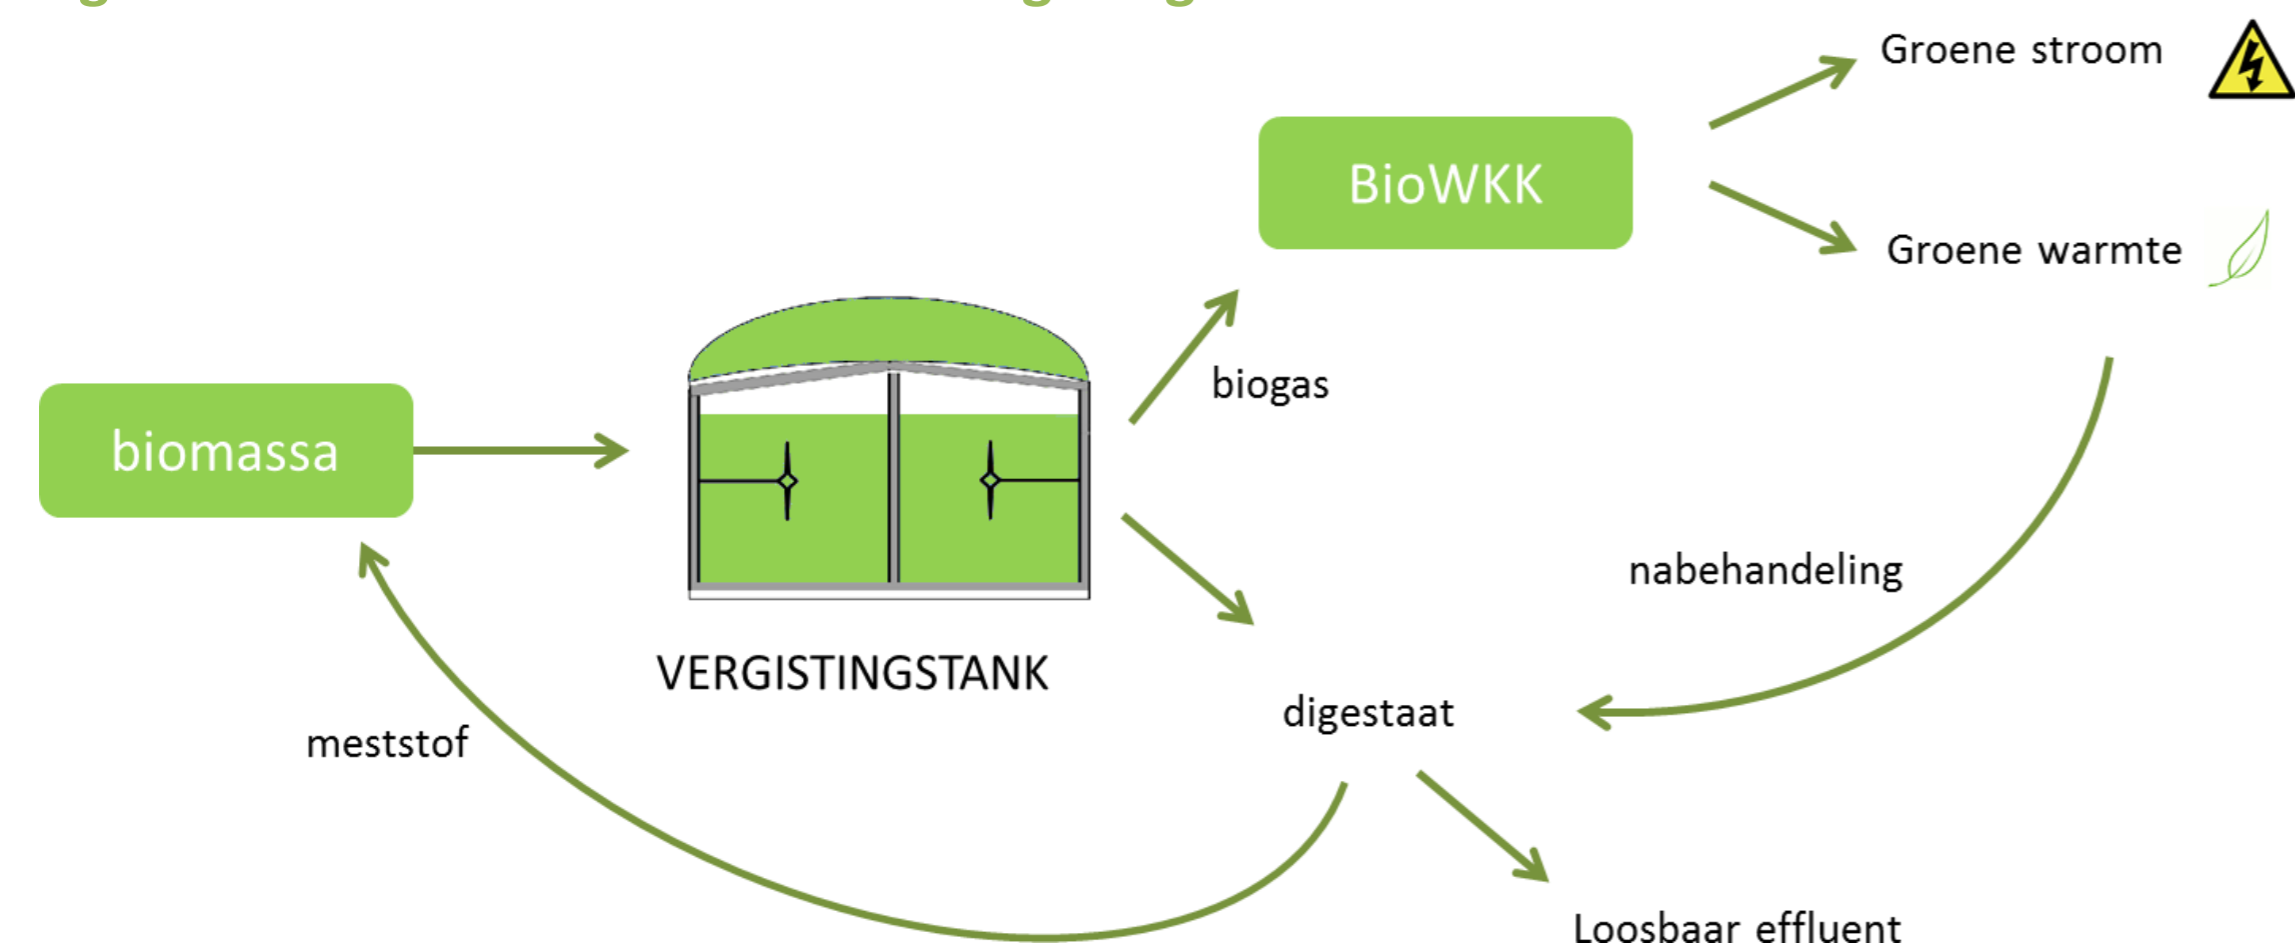 Groene stroom
BioWKK
Groene warmte
biogas
biomassa
nabehandeling
VERGISTINGSTANK
digestaat
meststof
Loosbaar effluent